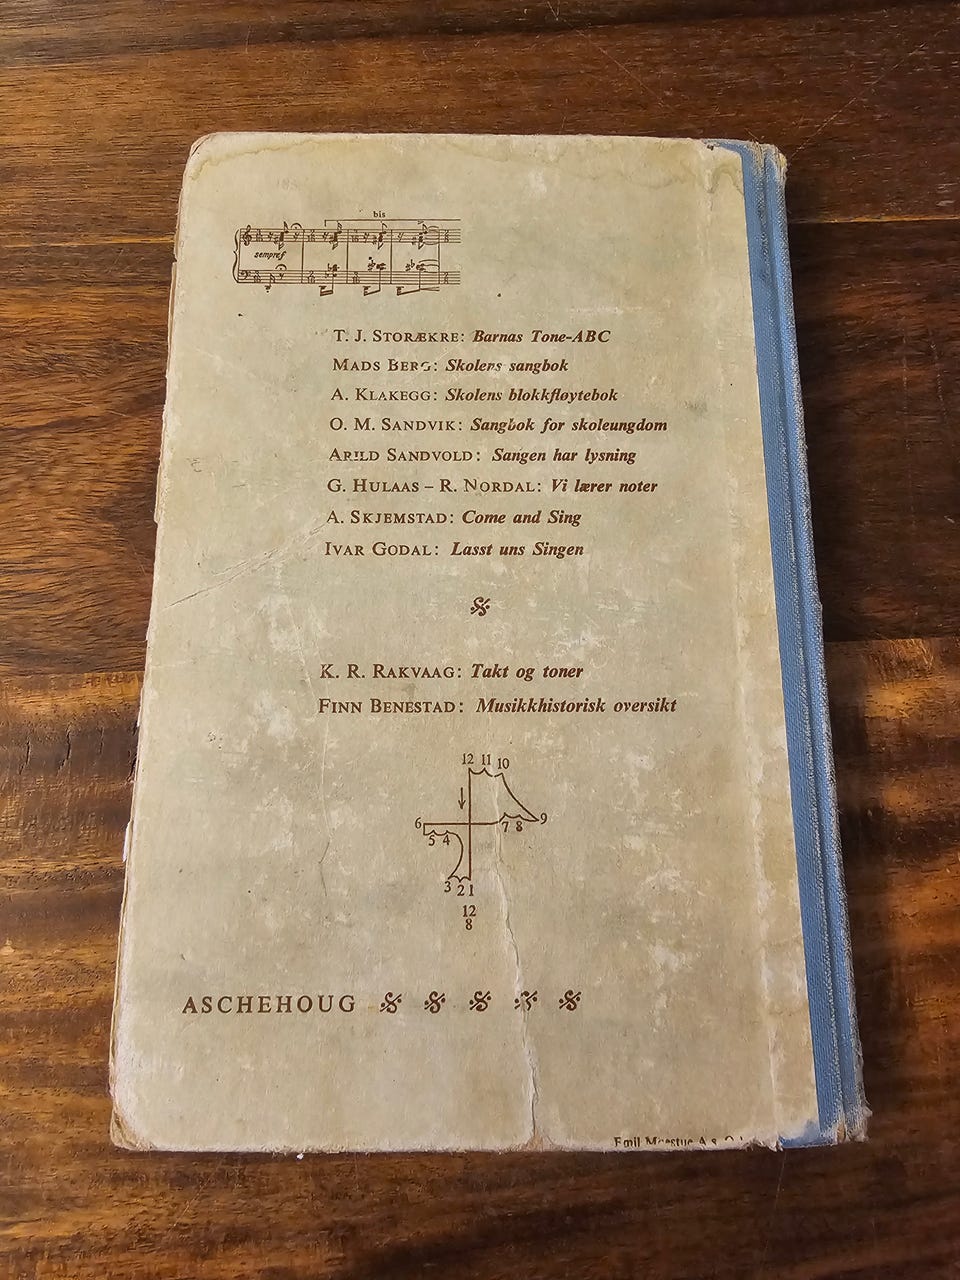 bis
sempre f
T. J. STORÆKRE: Barnas Tone-ABC
MADS BERG: Skolens sangbok
A. KLAKEGG: Skolens blokkfløytebok
O. M. SANDVIK: Sangbok for skoleungdom
ARILD SANDVOLD: Sangen har lysning
G. HULAAS – R. NORDAL: Vi lærer noter
A. SKJEMSTAD: Come and Sing
IVAR GODAL: Lasst uns Singen
K. R. RAKVAAG: Takt og toner
FINN BENESTAD: Musikkhistorisk oversikt
12 11 10
6 9
5 4 7 8
3 2 1
12
8
ASCHEHOUG
Emil A.s